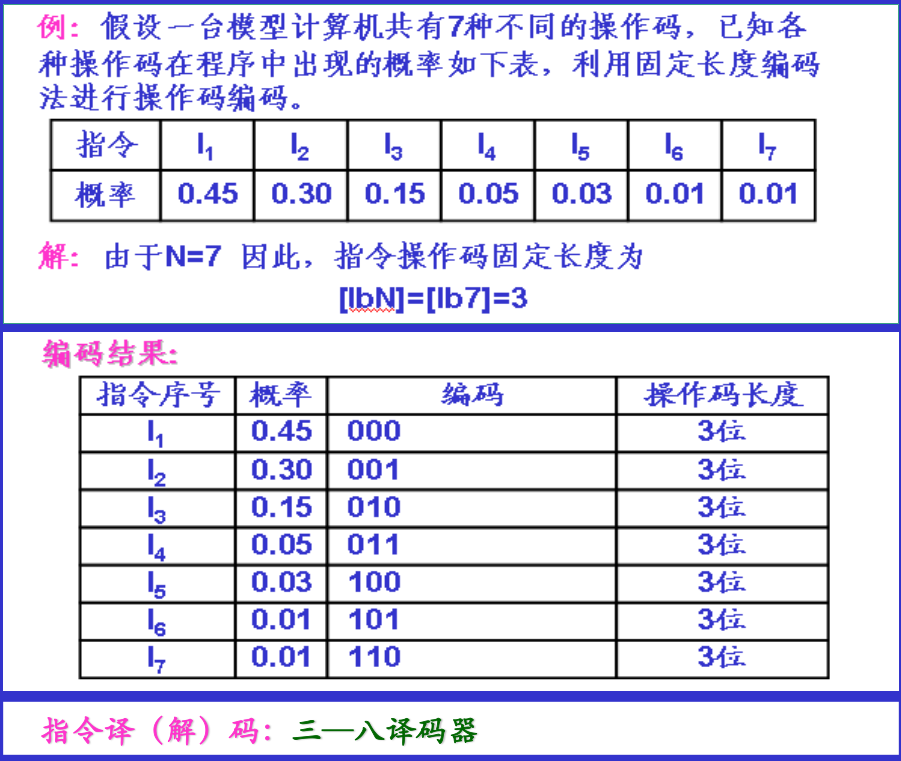 例：假设一台模型计算机共有7种不同的操作码，已知各
种操作码在程序中出现的概率如下表，利用固定长度编码
法进行操作码编码。
指令 I1 I2 I3 I4 I5 I6 I7
概率 0.45 0.30 0.15 0.05 0.03 0.01 0.01
解：由于N=7 因此，指令操作码固定长度为
[lbN]=[lb7]=3
编码结果:
指令序号 概率 编码 操作码长度
I1 0.45 000 3位
I2 0.30 001 3位
I3 0.15 010 3位
I4 0.05 011 3位
I5 0.03 100 3位
I6 0.01 101 3位
I7 0.01 110 3位
指令译（解）码：三—八译码器